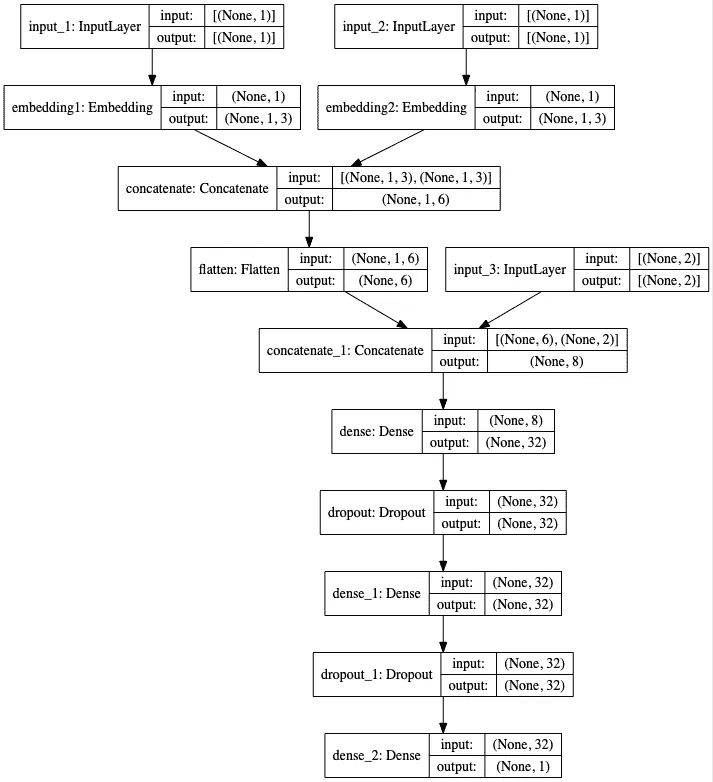 input_1: InputLayer input: [(None, 1)] output: [(None, 1)]
input_2: InputLayer input: [(None, 1)] output: [(None, 1)]
embedding1: Embedding input: (None, 1) output: (None, 1, 3)
embedding2: Embedding input: (None, 1) output: (None, 1, 3)
concatenate: Concatenate input: [(None, 1, 3), (None, 1, 3)] output: (None, 1, 6)
flatten: Flatten input: (None, 1, 6) output: (None, 6)
input_3: InputLayer input: [(None, 2)] output: [(None, 2)]
concatenate_1: Concatenate input: [(None, 6), (None, 2)] output: (None, 8)
dense: Dense input: (None, 8) output: (None, 32)
dropout: Dropout input: (None, 32) output: (None, 32)
dense_1: Dense input: (None, 32) output: (None, 32)
dropout_1: Dropout input: (None, 32) output: (None, 32)
dense_2: Dense input: (None, 32) output: (None, 1)